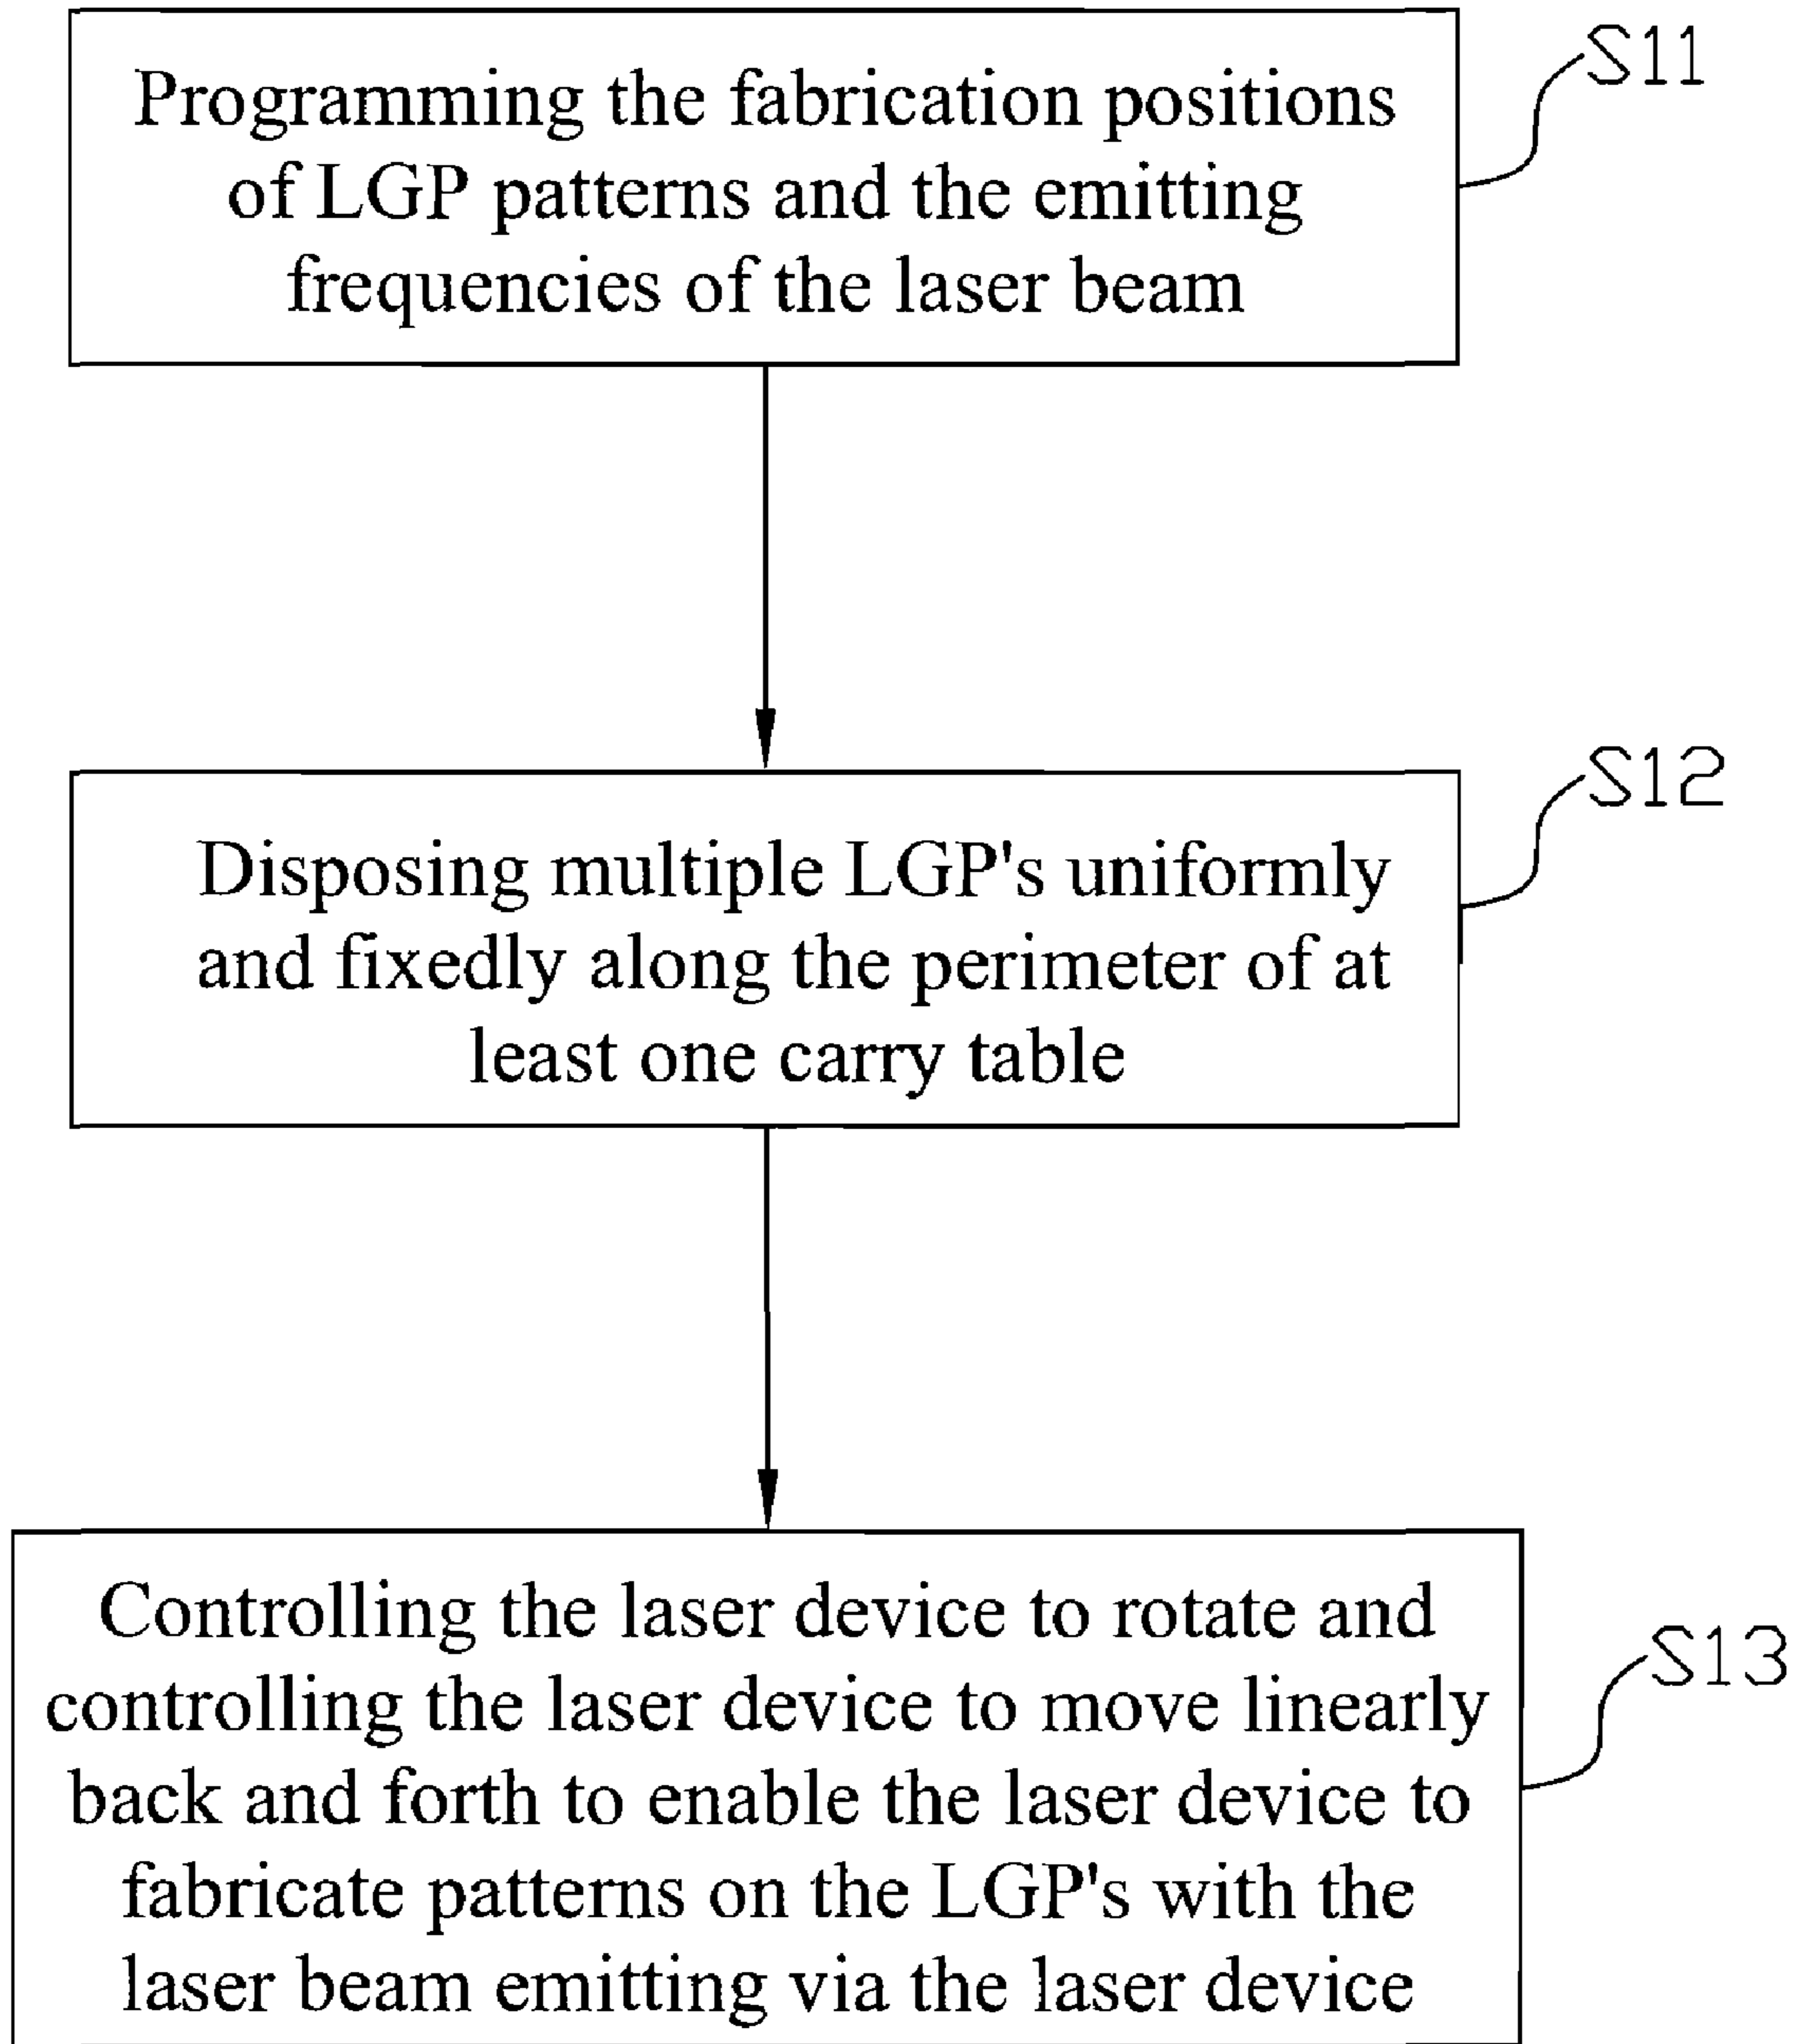 Programming the fabrication positions
of LGP patterns and the emitting
frequencies of the laser beam
S11
Disposing multiple LGP's uniformly
and fixedly along the perimeter of at
least one carry table
S12
Controlling the laser device to rotate and
controlling the laser device to move linearly
back and forth to enable the laser device to
fabricate patterns on the LGP's with the
laser beam emitting via the laser device
S13